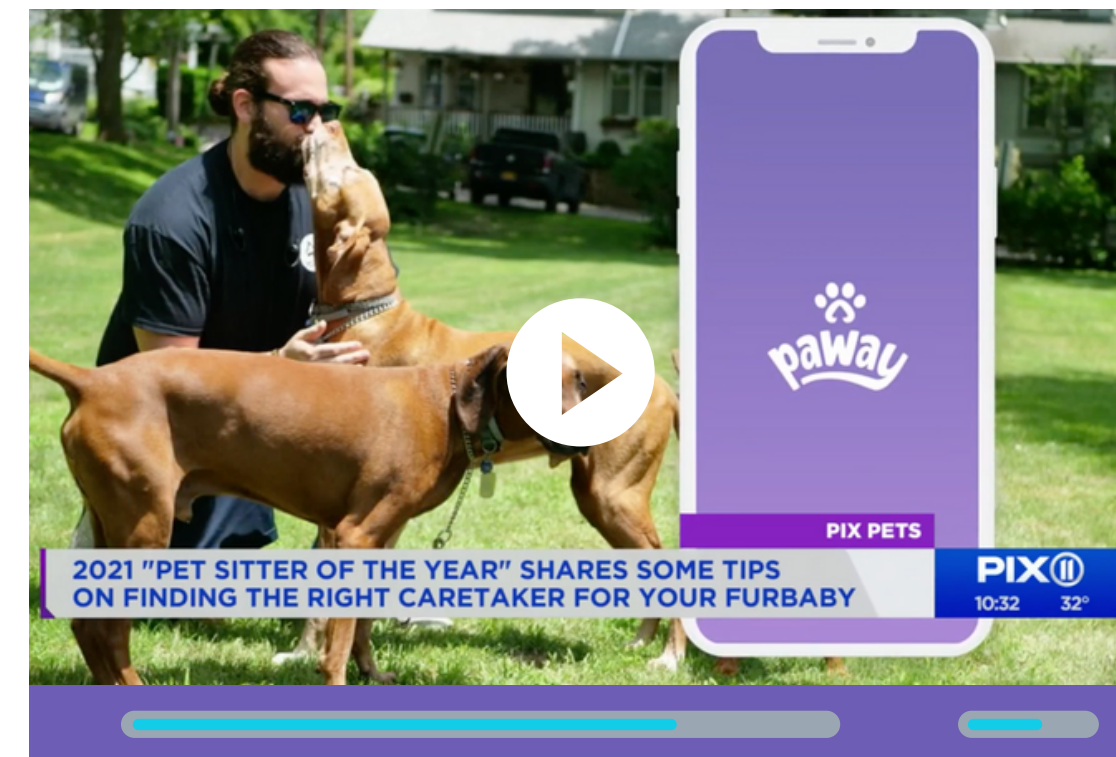 paway
PIX PETS
2021 "PET SITTER OF THE YEAR" SHARES SOME TIPS
ON FINDING THE RIGHT CARETAKER FOR YOUR FURBABY
PIX11
10:32 32°